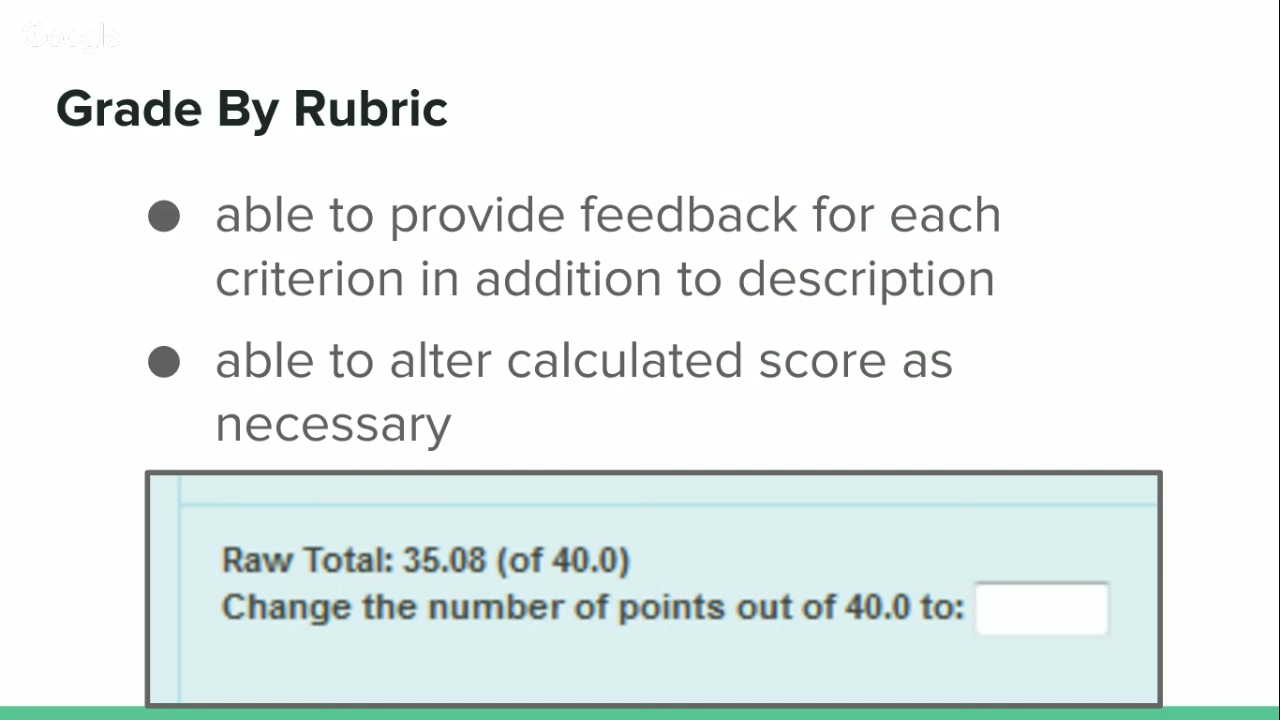 Google
Grade By Rubric
● able to provide feedback for each
criterion in addition to description
● able to alter calculated score as
necessary
Raw Total: 35.08 (of 40.0)
Change the number of points out of 40.0 to: